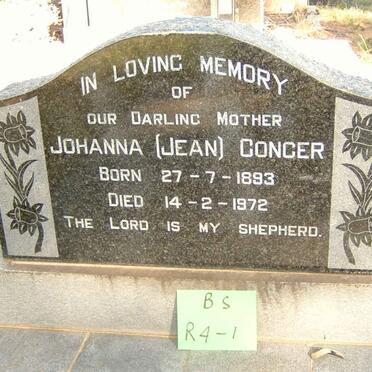 IN LOVING MEMORY
OF
OUR DARLING MOTHER
JOHANNA (JEAN) CONGER
BORN 27-7-1893
DIED 14-2-1972
THE LORD IS MY SHEPHERD.
BS
R4-1